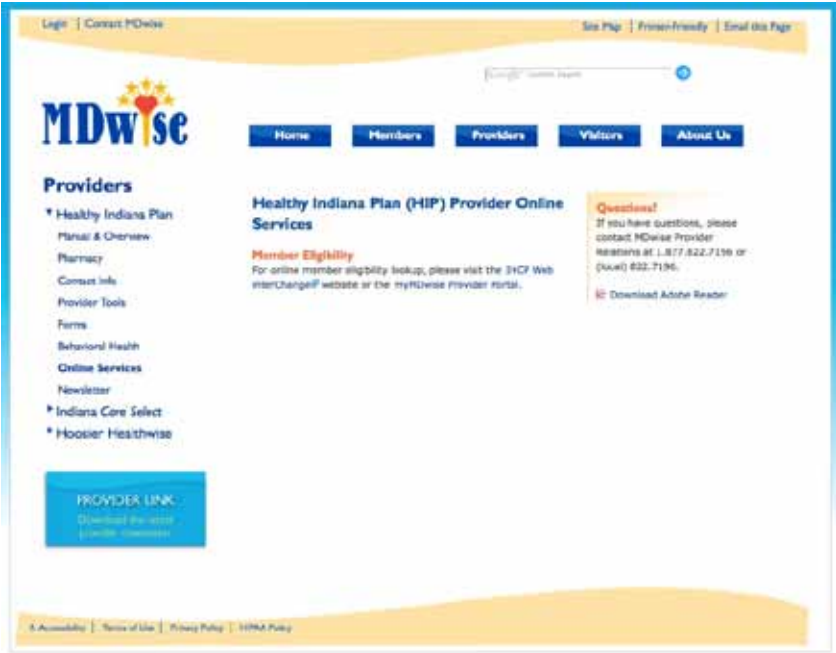 Login | Contact MDwise
Site Map | Printer-Friendly | Email this Page
Google Custom Search
MDwise
Home
Members
Providers
Visitors
About Us
Providers
Healthy Indiana Plan
Manual & Overview
Pharmacy
Contact Info
Provider Tools
Forms
Behavioral Health
Online Services
Newsletter
Indiana Care Select
Hoosier Healthwise
Healthy Indiana Plan (HIP) Provider Online
Services
Member Eligibility
For online member eligibility lookup, please visit the Web
interChange website or the myMDwise Provider Portal.
Questions?
If you have questions, please
contact MDwise Provider
Relations at 1.877.822.7196 or
(local) 822.7196.
Download Adobe Reader
PROVIDER LINK
Download the
provider newsletter
Accessibility | Terms of Use | Privacy Policy | HIPAA Policy